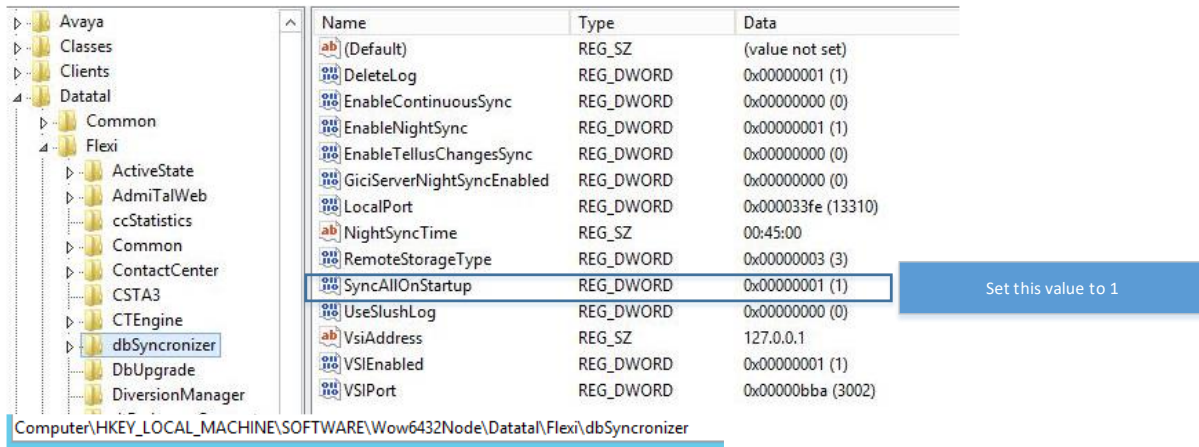 Avaya
Classes
Clients
Datatal
Common
Flexi
ActiveState
AdmiTalWeb
ccStatistics
Common
ContactCenter
CSTA3
CTEngine
dbSyncronizer
DbUpgrade
DiversionManager
Name Type Data
(Default) REG_SZ (value not set)
DeleteLog REG_DWORD 0x00000001 (1)
EnableContinuousSync REG_DWORD 0x00000000 (0)
EnableNightSync REG_DWORD 0x00000001 (1)
EnableTellusChangesSync REG_DWORD 0x00000000 (0)
GiciServerNightSyncEnabled REG_DWORD 0x00000000 (0)
LocalPort REG_DWORD 0x000033fe (13310)
NightSyncTime REG_SZ 00:45:00
RemoteStorageType REG_DWORD 0x00000003 (3)
SyncAllOnStartup REG_DWORD 0x00000001 (1)
UseSlushLog REG_DWORD 0x00000000 (0)
VsiAddress REG_SZ 127.0.0.1
VSIEnabled REG_DWORD 0x00000001 (1)
VSIPort REG_DWORD 0x00000bba (3002)
Set this value to 1
Computer\HKEY_LOCAL_MACHINE\SOFTWARE\Wow6432Node\Datatal\Flexi\dbSyncronizer